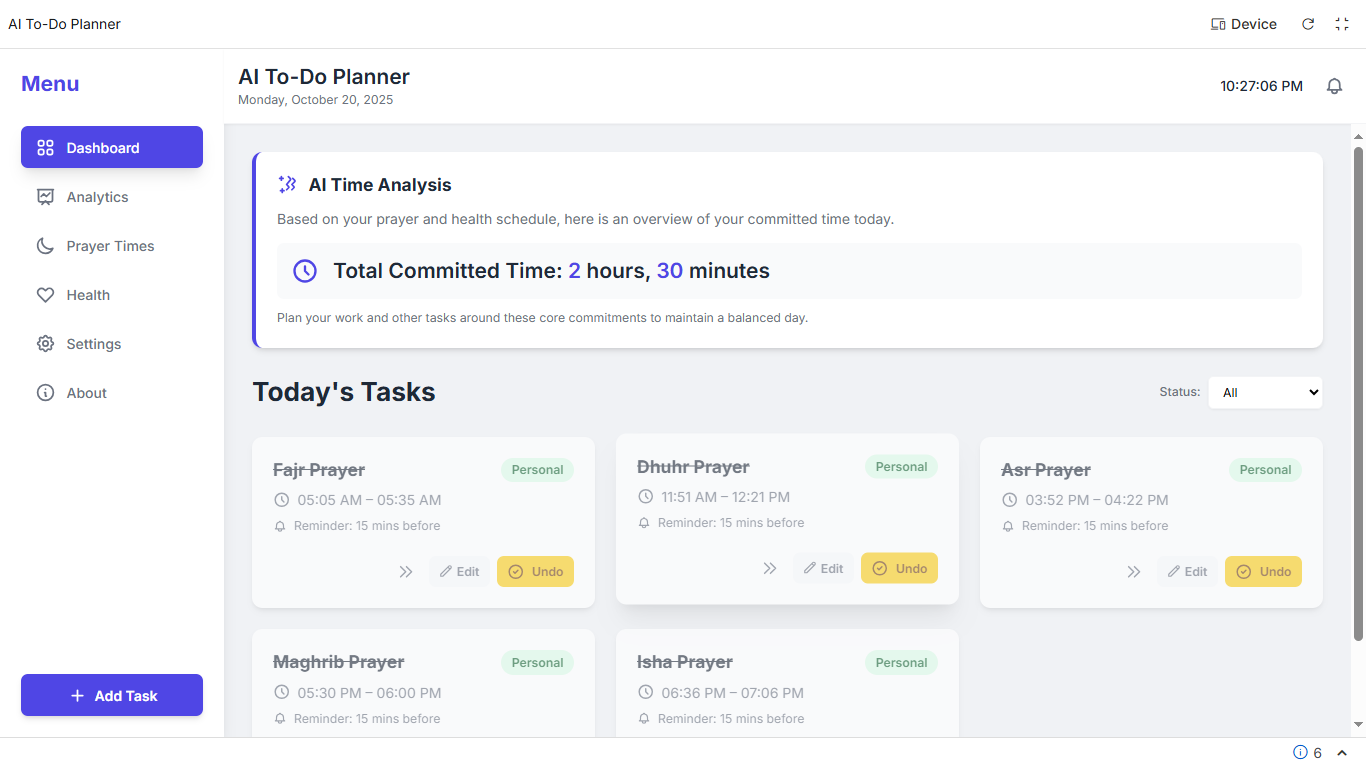 AI To-Do Planner
Device
Menu
AI To-Do Planner
Monday, October 20, 2025
10:27:06 PM
Dashboard
Analytics
Prayer Times
Health
Settings
About
Add Task
AI Time Analysis
Based on your prayer and health schedule, here is an overview of your committed time today.
Total Committed Time: 2 hours, 30 minutes
Plan your work and other tasks around these core commitments to maintain a balanced day.
Today's Tasks
Status: All
Fajr Prayer
Personal
05:05 AM – 05:35 AM
Reminder: 15 mins before
Edit
Undo
Dhuhr Prayer
Personal
11:51 AM – 12:21 PM
Reminder: 15 mins before
Edit
Undo
Asr Prayer
Personal
03:52 PM – 04:22 PM
Reminder: 15 mins before
Edit
Undo
Maghrib Prayer
Personal
05:30 PM – 06:00 PM
Reminder: 15 mins before
Isha Prayer
Personal
06:36 PM – 07:06 PM
Reminder: 15 mins before
6